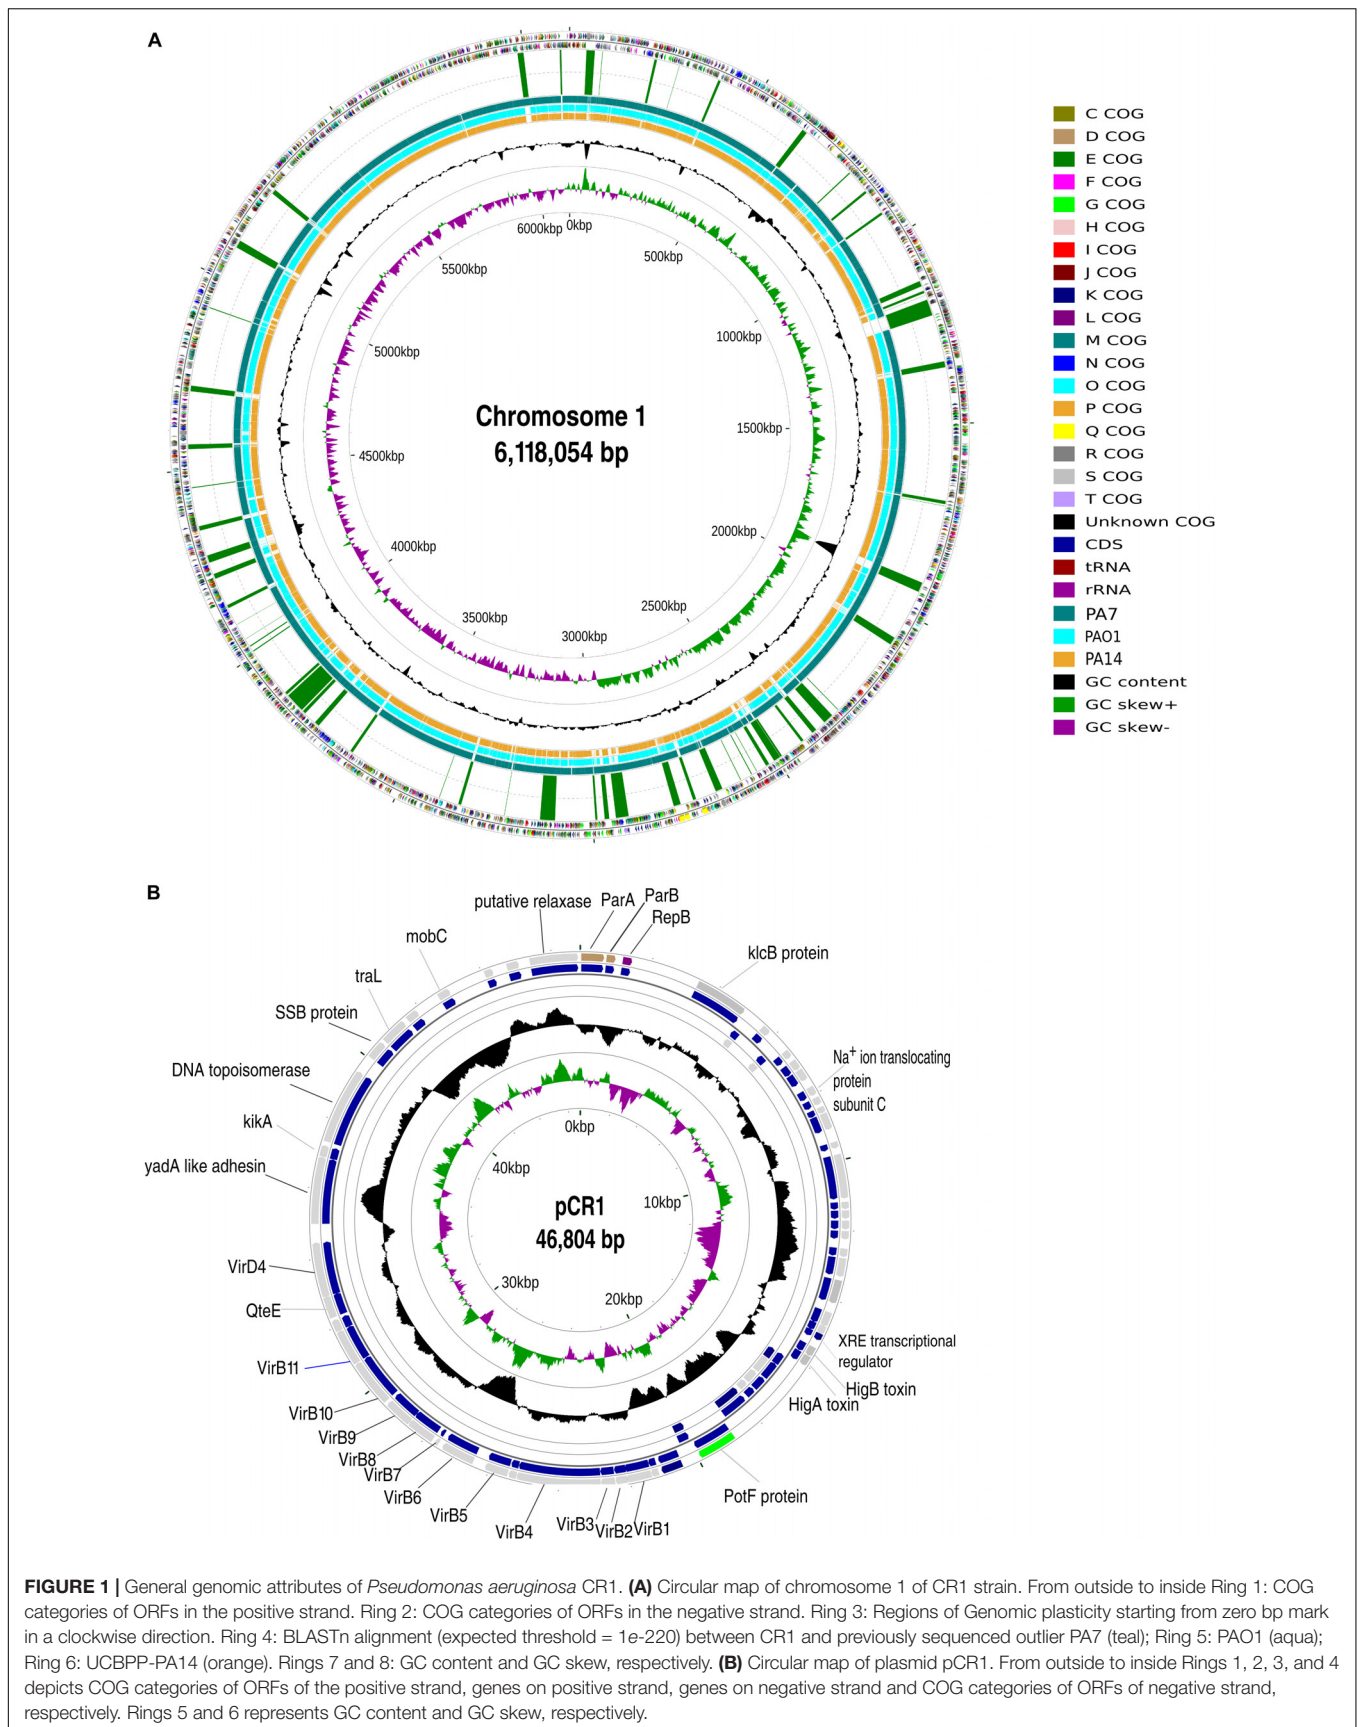 A
C COG
D COG
E COG
F COG
G COG
H COG
I COG
J COG
K COG
L COG
M COG
N COG
O COG
P COG
Q COG
R COG
S COG
T COG
Unknown COG
CDS
tRNA
rRNA
PA7
PAO1
PA14
GC content
GC skew+
GC skew-
6000kbp
0kbp
500kbp
1000kbp
1500kbp
2000kbp
2500kbp
3000kbp
3500kbp
4000kbp
4500kbp
5000kbp
5500kbp
Chromosome 1
6,118,054 bp
B
putative relaxase
ParA
ParB
RepB
klcB protein
Na+ ion translocating
protein
subunit C
XRE transcriptional
regulator
HigB toxin
HigA toxin
PotF protein
VirB1
VirB2
VirB3
VirB4
VirB5
VirB6
VirB7
VirB8
VirB9
VirB10
VirB11
QteE
VirD4
yadA like adhesin
kikA
DNA topoisomerase
SSB protein
traL
mobC
0kbp
10kbp
20kbp
30kbp
40kbp
pCR1
46,804 bp
FIGURE 1 | General genomic attributes of Pseudomonas aeruginosa CR1. (A) Circular map of chromosome 1 of CR1 strain. From outside to inside Ring 1: COG
categories of ORFs in the positive strand. Ring 2: COG categories of ORFs in the negative strand. Ring 3: Regions of Genomic plasticity starting from zero bp mark
in a clockwise direction. Ring 4: BLASTn alignment (expected threshold = 1e-220) between CR1 and previously sequenced outlier PA7 (teal); Ring 5: PAO1 (aqua);
Ring 6: UCBPP-PA14 (orange). Rings 7 and 8: GC content and GC skew, respectively. (B) Circular map of plasmid pCR1. From outside to inside Rings 1, 2, 3, and 4
depicts COG categories of ORFs of the positive strand, genes on positive strand, genes on negative strand and COG categories of ORFs of negative strand,
respectively. Rings 5 and 6 represents GC content and GC skew, respectively.